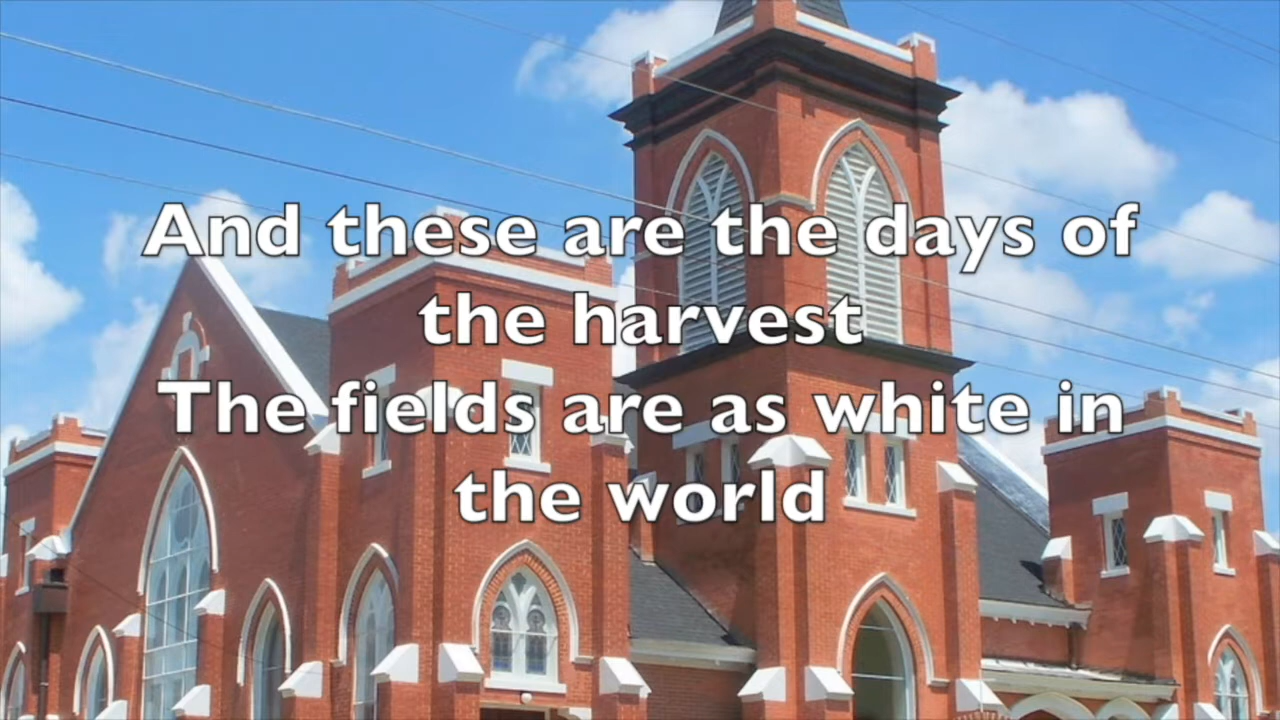 And these are the days of
the harvest
The fields are as white in
the world